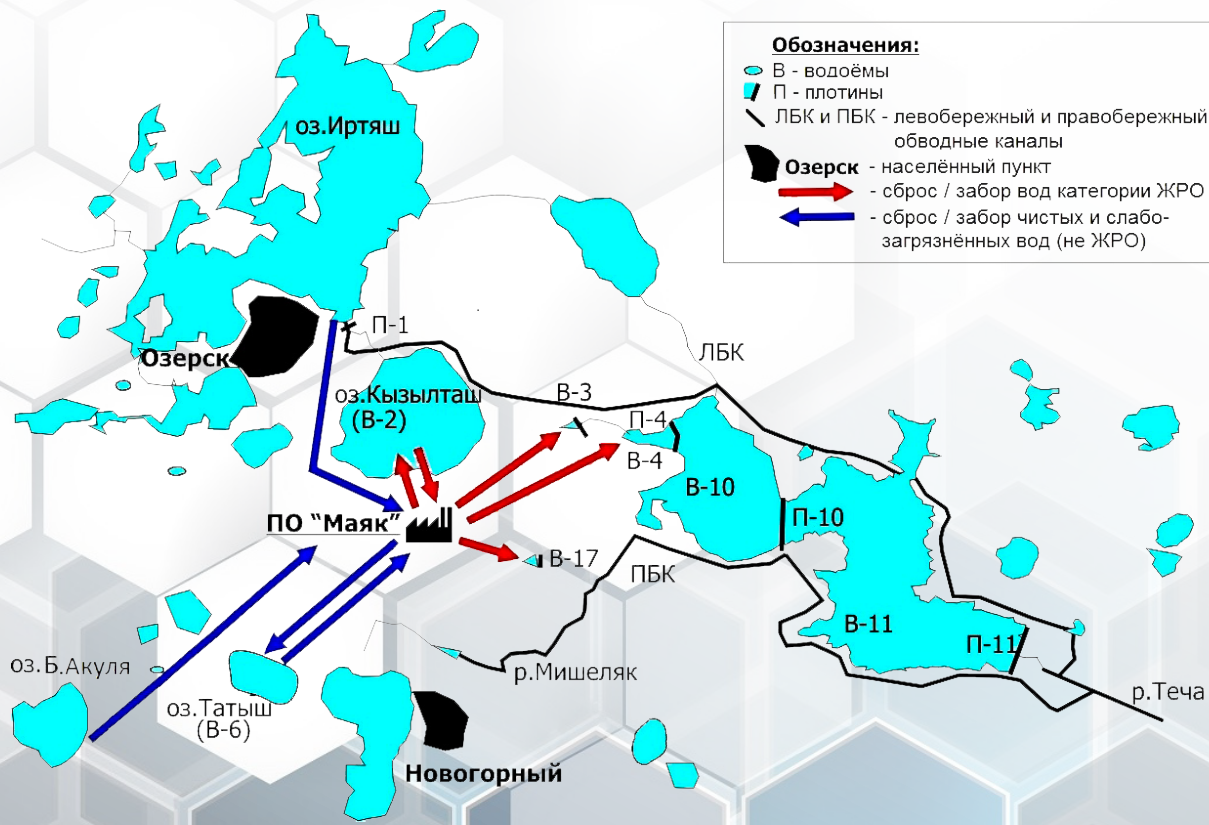 Обозначения:
В - водоёмы
П - плотины
ЛБК и ПБК - левобережный и правобережный
обводные каналы
Озерск - населённый пункт
- сброс / забор вод категории ЖРО
- сброс / забор чистых и слабо-
загрязнённых вод (не ЖРО)
оз.Иртяш
П-1
Озерск
ЛБК
оз.Кызылташ
(В-2)
В-3
П-4
В-4
В-10
П-10
ПО “Маяк”
В-17
ПБК
В-11
П-11
оз.Б.Акуля
р.Мишеляк
р.Теча
оз.Татыш
(В-6)
Новогорный